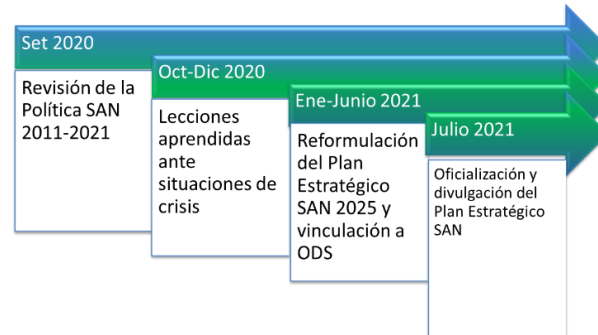 Set 2020
Revisión de la
Política SAN
2011-2021
Oct-Dic 2020
Lecciones
aprendidas
ante
situaciones de
crisis
Ene-Junio 2021
Reformulación
del Plan
Estratégico
SAN 2025 y
vinculación a
ODS
Julio 2021
Oficialización y
divulgación del
Plan Estratégico
SAN